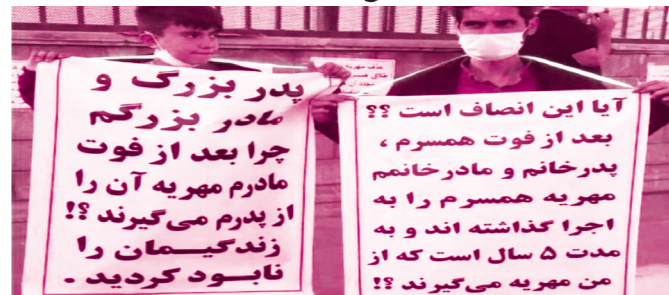 پدر بزرگ و
مادر بزرگم
چرا بعد از فوت
مادرم مهریه آن را
از پدرم می‌گیرند ؟!
زندگیمان را
نابود کردید .
آیا این انصاف است ؟؟
بعد از فوت همسرم ،
پدرخانم و مادرخانمم
مهریه همسرم را به
اجرا گذاشته اند و به
مدت ۵ سال است که از
من مهریه می‌گیرند ؟!
حذف مهریه